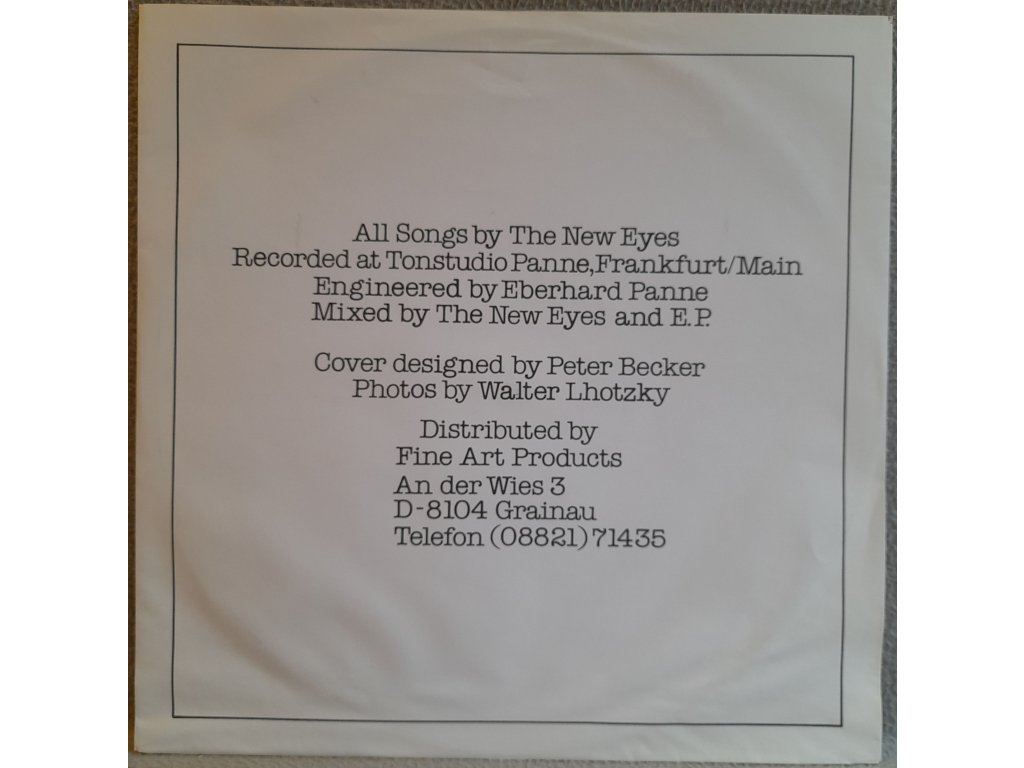 All Songs by The New Eyes
Recorded at Tonstudio Panne,Frankfurt/Main
Engineered by Eberhard Panne
Mixed by The New Eyes and E.P.
Cover designed by Peter Becker
Photos by Walter Lhotzky
Distributed by
Fine Art Products
An der Wies 3
D-8104 Grainau
Telefon (08821) 71435